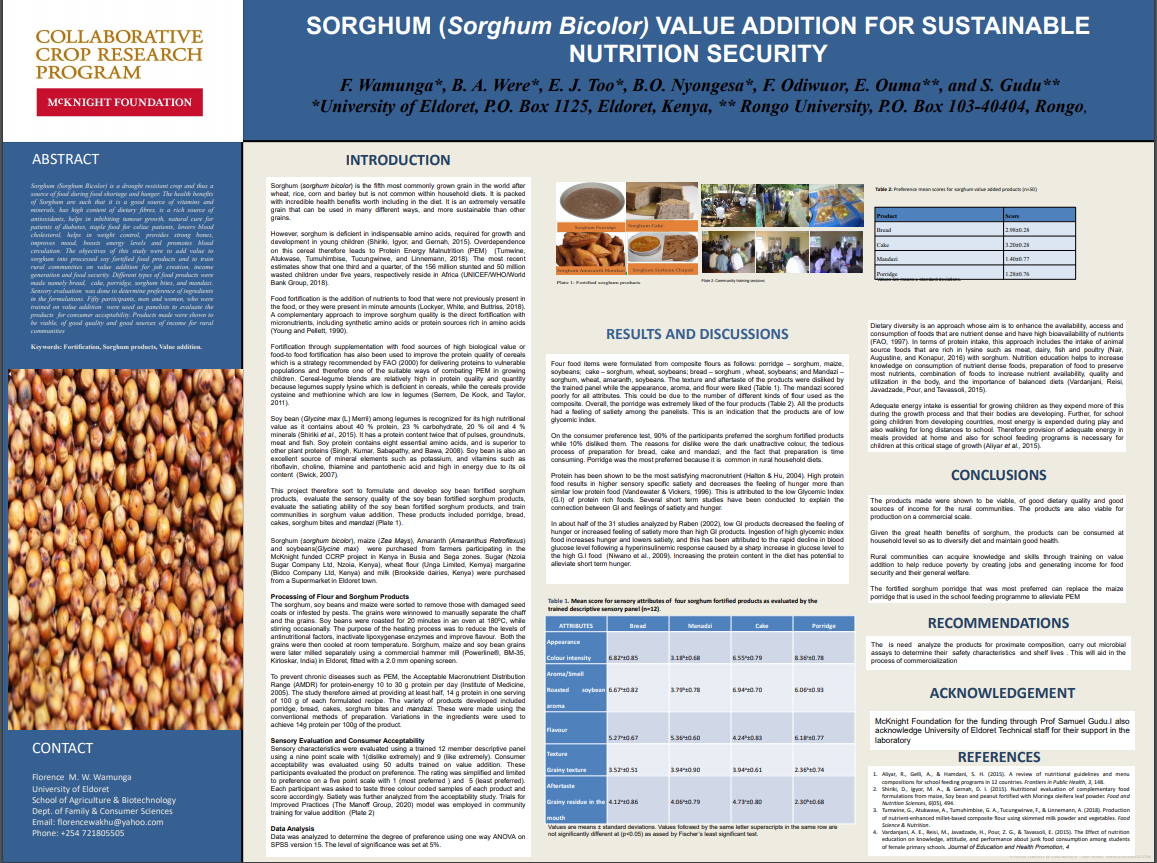 COLLABORATIVE
CROP RESEARCH
PROGRAM
McKNIGHT FOUNDATION
SORGHUM (Sorghum Bicolor) VALUE ADDITION FOR SUSTAINABLE
NUTRITION SECURITY
F. Wamunga*, B. A. Were*, E. J. Too*, B.O. Nyongesa*, F. Odiwuor, E. Ouma**, and S. Gudu**
*University of Eldoret, P.O. Box 1125, Eldoret, Kenya, ** Rongo University, P.O. Box 103-40404, Rongo,
ABSTRACT
Sorghum (Sorghum Bicolor) is a drought resistant crop and thus a
source of food during food shortage and hunger. The health benefits
of Sorghum are such that it is a good source of vitamins and
minerals, has high content of dietary fibres, is a rich source of
antioxidants, helps in inhibiting tumour growth, natural care for
patients of diabetes, staple food for celiac patients, lowers blood
cholesterol, helps in weight control, provides strong bones,
improves mood, boosts energy levels and promotes blood
circulation. The objectives of this study were to add value to
sorghum into processed soy fortified food products and to train
rural communities on value addition for job creation, income
generation and food security. Different types of food products were
made namely bread, cake, porridge, sorghum bites, and mandazi.
Sensory evaluation was done to determine preference of ingredients
in the formulations. Fifty participants, men and women, who were
trained on value addition were used as panelists to evaluate the
products for consumer acceptability. Products made were shown to
be viable, of good quality and good sources of income for rural
communities
Keywords: Fortification, Sorghum products, Value addition.
CONTACT
Florence M. W. Wamunga
University of Eldoret
School of Agriculture & Biotechnology
Dept. of Family & Consumer Sciences
Email: florencewakhu@yahoo.com
Phone: +254 721805505
INTRODUCTION
Sorghum (sorghum bicolor) is the fifth most commonly grown grain in the world after
wheat, rice, corn and barley but is not common within household diets. It is packed
with incredible health benefits worth including in the diet. It is an extremely versatile
grain that can be used in many different ways, and more sustainable than other
grains.
However, sorghum is deficient in amino acids, required for growth and
development in young children (Shiriki, Igyor, and Gernah, 2015). Overdependence
on this cereal therefore leads to Protein Energy Malnutrition (PEM) (Tumwine,
Atukwase, Tumuhimbise, Tucungwirwe, and Linnemann, 2018). The most recent
estimates show that one third and a quarter, of the 156 million stunted and 50 million
wasted children under five years, respectively reside in Africa (UNICEF/WHO/World
Bank Group, 2018).
Food fortification is the addition of nutrients to food that were not previously present in
the food, or they were present in minute amounts (Lockyer, White, and Buttriss, 2018).
A complementary approach to improve sorghum quality is the direct fortification with
micronutrients, including synthetic amino acids or protein sources rich in amino acids
(Young and Pellett, 1990).
Fortification through supplementation with food sources of high biological value or
food-to food fortification has also been used to improve the protein quality of cereals
which is a strategy recommended by FAO (2000) for delivering proteins to vulnerable
populations and therefore one of the suitable ways of combating PEM in growing
children. Cereal-legume blends are relatively high in protein quality and quantity
because legumes supply lysine which is deficient in cereals, while the cereals provide
cysteine and methionine which are low in legumes (Serrem, De Kock, and Taylor,
2011).
Soy bean (Glycine max (L) Merril) among legumes is recognized for its high nutritional
value as it contains about 40 % protein, 23 % carbohydrate, 20 % oil and 4 %
minerals (Shiriki et al., 2015). It has a protein content twice that of pulses, groundnuts,
meat and fish. Soy protein contains eight essential amino acids, and is superior to
other plant proteins (Singh, Kumar, Sabapathy, and Bawa, 2008). Soy bean is also an
excellent source of mineral elements such as potassium, and vitamins such as
riboflavin, choline, thiamine and pantothenic acid and high in energy due to its oil
content (Swick, 2007).
This project therefore sort to formulate and develop soy bean fortified sorghum
products, evaluate the sensory quality of the soy bean fortified sorghum products,
evaluate the satiating ability of the soy bean fortified sorghum products, and train
communities in sorghum value addition. These products included porridge, bread,
cakes, sorghum bites and mandazi (Plate 1).
Sorghum (sorghum bicolor), maize (Zea Mays), Amaranth (Amaranthus Retroflexus)
and soybeans(Glycine max) were purchased from farmers participating in the
McKnight funded CCRP project in Kenya in Busia and Sega zones. Sugar (Nzoia
Sugar Company Ltd, Nzoia, Kenya), wheat flour (Unga Limited, Kemya) margarine
(Bidco Company Ltd, Kenya) and milk (Brookside dairies, Kenya) were purchased
from a Supermarket in Eldoret town.
Processing of Flour and Sorghum Products
The sorghum, soy beans and maize were sorted to remove those with damaged seed
coats or infested by pests. The grains were winnowed to manually separate the chaff
and the grains. Soy beans were roasted for 20 minutes in an oven at 180ºC, while
stirring occasionally. The purpose of the heating process was to reduce the levels of
antinutritional factors, inactivate lipoxygenase enzymes and improve flavour. Both the
grains were then cooled at room temperature. Sorghum, maize and soy bean grains
were later milled separately using a commercial hammer mill (Powerline®, BM-35,
Kirloskar, India) in Eldoret, fitted with a 2.0 mm opening screen.
To prevent chronic diseases such as PEM, the Acceptable Macronutrient Distribution
Range (AMDR) for protein-energy 10 to 30 g protein per day (Institute of Medicine,
2005). The study therefore aimed at providing at least half, 14 g protein in one serving
of 100 g of each formulated recipe. The variety of products developed included
porridge, bread, cakes, sorghum bites and mandazi. These were made using the
conventional methods of preparation. Variations in the ingredients were used to
achieve 14g protein per 100g of the product.
Sensory Evaluation and Consumer Acceptability
Sensory characteristics were evaluated using a trained 12 member descriptive panel
using a nine point scale with 1(dislike extremely) and 9 (like extremely). Consumer
acceptability was evaluated using 50 adults trained on value addition. These
participants evaluated the product on preference. The rating was simplified and limited
to preference on a five point scale with 1 (most preferred ) and 5 (least preferred).
Each participant was asked to taste three colour coded samples of each product and
score accordingly. Satiety was further analyzed from the acceptability study. Trials for
Improved Practices (The Manoff Group, 2020) model was employed in community
training for value addition (Plate 2)
Data Analysis
Data was analyzed to determine the degree of preference using one way ANOVA on
SPSS version 15. The level of significance was set at 5%.
Sorghum Porridge
Sorghum Cake
Sorghum Amaranth Mandazi
Sorghum Soybean Chapati
Plate 1: Fortified sorghum products
Plate 2: Community training sessions
RESULTS AND DISCUSSIONS
Four food items were formulated from composite flours as follows: porridge – sorghum, maize,
soybeans; cake – sorghum, wheat, soybeans; bread – sorghum , wheat, soybeans; and Mandazi –
sorghum, wheat, amaranth, soybeans. The texture and aftertaste of the products were disliked by
the trained panel while the appearance, aroma, and flour were liked (Table 1). The mandazi scored
poorly for all attributes. This could be due to the number of different kinds of flour used as the
composite. Overall, the porridge was extremely liked of the four products (Table 2). All the products
had a feeling of satiety among the panelists. This is an indication that the products are of low
glycemic index.
On the consumer preference test, 90% of the participants preferred the sorghum fortified products
while 10% disliked them. The reasons for dislike were the dark unattractive colour, the tedious
process of preparation for bread, cake and mandazi, and the fact that preparation is time
consuming. Porridge was the most preferred because it is common in rural household diets.
Protein has been shown to be the most satisfying macronutrient (Halton & Hu, 2004). High protein
food results in higher sensory specific satiety and decreases the feeling of hunger more than
similar low protein food (Vandewater & Vickers, 1996). This is attributed to the low Glycemic Index
(G.I) of protein rich foods. Several short term studies have been conducted to explain the
connection between GI and feelings of satiety and hunger.
In about half of the 31 studies analyzed by Raben (2002), low GI products decreased the feeling of
hunger or increased feeling of satiety more than high GI products. Ingestion of high glycemic index
food increases hunger and lowers satiety, and this has been attributed to the rapid decline in blood
glucose level following a hyperinsulinemic response caused by a sharp increase in glucose level to
the high G.I food (Niwano et al., 2009). Increasing the protein content in the diet has potential to
alleviate short term hunger.
Table 1. Mean score for sensory attributes of four sorghum fortified products as evaluated by the
trained descriptive sensory panel (n=12).
ATTRIBUTES Bread Manadzi Cake Porridge
Appearance
Colour intensity 6.82ᵃ±0.85 3.18ᵇ±0.68 6.55ᵃ±0.79 8.36ᶜ±0.78
Aroma/Smell
Roasted soybean aroma 6.67ᵃ±0.82 3.79ᵇ±0.78 6.94ᵃ±0.70 6.06ᶜ±0.93
Flavour 5.27±0.67 5.36±0.60 4.24±0.83 6.18±0.77
Texture
Grainy texture 3.52±0.51 3.94±0.90 3.94±0.61 2.36±0.74
Aftertaste
Grainy residue in the mouth 4.12±0.86 4.06±0.79 4.73±0.80 2.30±0.68
Values are means ± standard deviations. Values followed by the same letter superscripts in the same row are
not significantly different at (p<0.05) as assed by Fischer's least significant test.
Table 2: Preference mean scores for sorghum value added products (n=50)
Product Score
Bread 2.98±0.28
Cake 3.20±0.28
Mandazi 1.40±0.77
Porridge 1.28±0.76
Values are means ± standard deviations
Dietary diversity is an approach whose aim is to enhance the availability, access and
consumption of foods that are nutrient dense and have high bioavailability of nutrients
(FAO, 1997). In terms of protein, this approach includes the intake of animal
source foods that are rich in lysine such as meat, dairy, fish and poultry (Nair,
Augustine, and Konapur, 2016) with sorghum. Nutrition education helps to increase
knowledge on consumption of nutrient dense foods, preparation of food to preserve
most nutrients, combination of foods to increase nutrient availability, quality and
utilization in the body, and the importance of balanced diets (Vardanjani, Reisi,
Javadzade, Pour, and Tavassoli, 2015).
Adequate energy intake is essential for growing children as they expend more of this
during the growth process and that their bodies are developing. Further, for school
going children from developing countries, most energy is expended during play and
also walking for long distances to school. Therefore provision of adequate energy in
meals provided at home and also for school feeding programs is necessary for
children at this critical stage of growth (Aliyar et al., 2015).
CONCLUSIONS
The products made were shown to be viable, of good dietary quality and good
sources of income for the rural communities. The products are also viable for
production on a commercial scale.
Given the great health benefits of sorghum, the products can be consumed at
household level so as to diversify diet and maintain good health.
Rural communities can acquire knowledge and skills through training on value
addition to help reduce poverty by creating jobs and generating income for food
security and their general welfare.
The fortified sorghum porridge that was most preferred can replace the maize
porridge that is used in the school feeding programme to alleviate PEM
RECOMMENDATIONS
The is need analyze the products for proximate composition, carry out microbial
assays to determine their safety characteristics and shelf lives . This will aid in the
process of commercialization
ACKNOWLEDGEMENT
McKnight Foundation for the funding through Prof Samuel Gudu.I also
acknowledge University of Eldoret Technical staff for their support in the
laboratory
REFERENCES
1. Aliyar, R., Gelli, A., & Hamdani, S. H. (2015). A review of nutritional guidelines and menu
compositions for school feeding programs in 12 countries. Frontiers in Public Health, 3, 148.
2. Shiriki, D., Igyor, M. A., & Gernah, D. I. (2015). Nutritional evaluation of complementary food
formulations from maize, Soy bean and peanut fortified with Moringa oleifera leaf powder. Food and
Nutrition Sciences, 6(05), 494.
3. Tumwine, G., Atukwase, A., Tumuhimbise, G. A., Tucungwirwe, F., & Linnemann, A. (2018). Production
of nutrient-enhanced millet-based composite flour using skimmed milk powder and vegetables. Food
Science & Nutrition.
4. Vardanjani, A. E., Reisi, M., Javadzade, H., Pour, Z. G., & Tavassoli, E. (2015). The Effect of nutrition
education on knowledge, attitude, and performance about junk food consumption among students
of female primary schools. Journal of Education and Health Promotion, 4